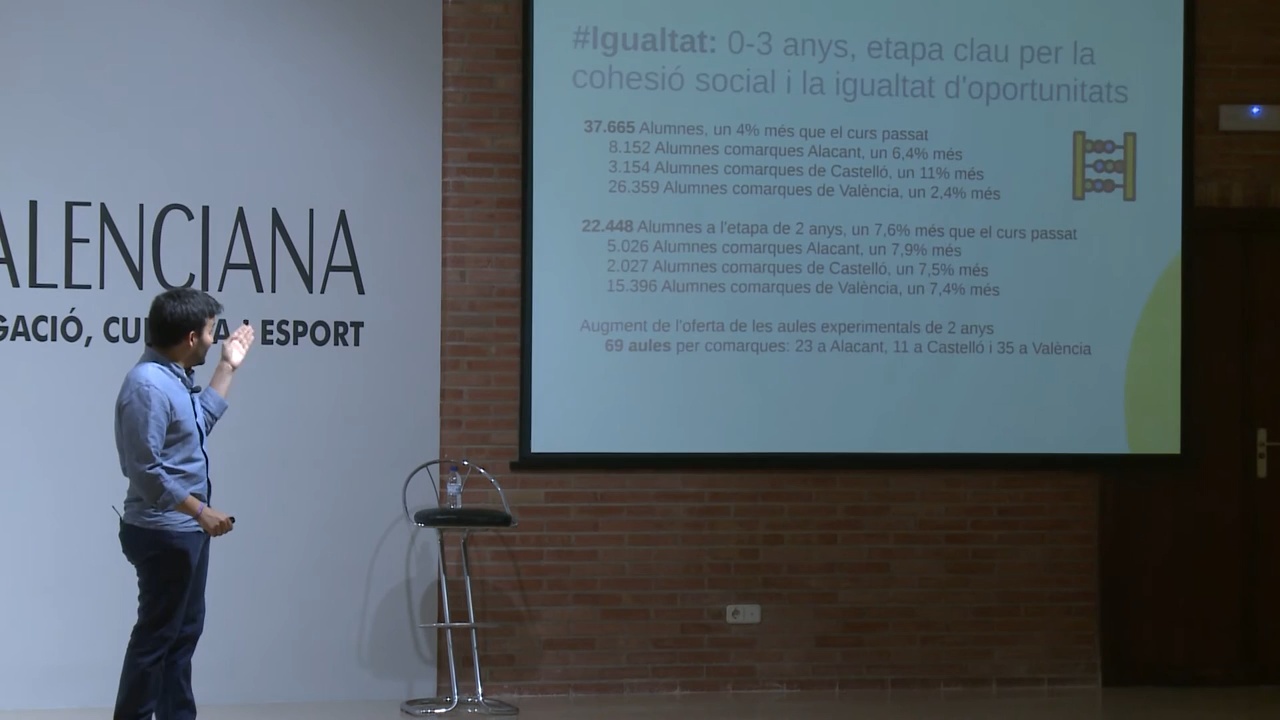 #Igualtat: 0-3 anys, etapa clau per la
cohesió social i la igualtat d'oportunitats
37.665 Alumnes, un 4% més que el curs passat
8.152 Alumnes comarques Alacant, un 6,4% més
3.154 Alumnes comarques de Castelló, un 11% més
26.359 Alumnes comarques de València, un 2,4% més
22.448 Alumnes a l'etapa de 2 anys, un 7,6% més que el curs passat
5.026 Alumnes comarques Alacant, un 7,9% més
2.027 Alumnes comarques de Castelló, un 7,5% més
15.396 Alumnes comarques de València, un 7,4% més
Augment de l'oferta de les aules experimentals de 2 anys
69 aules per comarques: 23 a Alacant, 11 a Castelló i 35 a València
ALENCIANA
GACIÓ, CU A I ESPORT